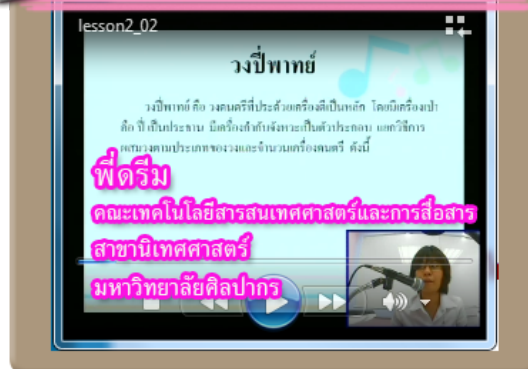 lesson2_02
วงปี่พาทย์
วงปี่พาทย์ คือ วงดนตรีที่ประด้วยเครื่องตีเป็นหลัก โดยมีเครื่องเป่า
คือ ปี่ เป็นประธาน มีเครื่องกำกับจังหวะเป็นตัวประกอบ แยกวิธีการ
ผสมวงตามประเภทของวงและจำนวนเครื่องดนตรี ดังนี้
พี่ดรีม
คณะเทคโนโลยีสารสนเทศศาสตร์และการสื่อสาร
สาขานิเทศศาสตร์
มหาวิทยาลัยศิลปากร